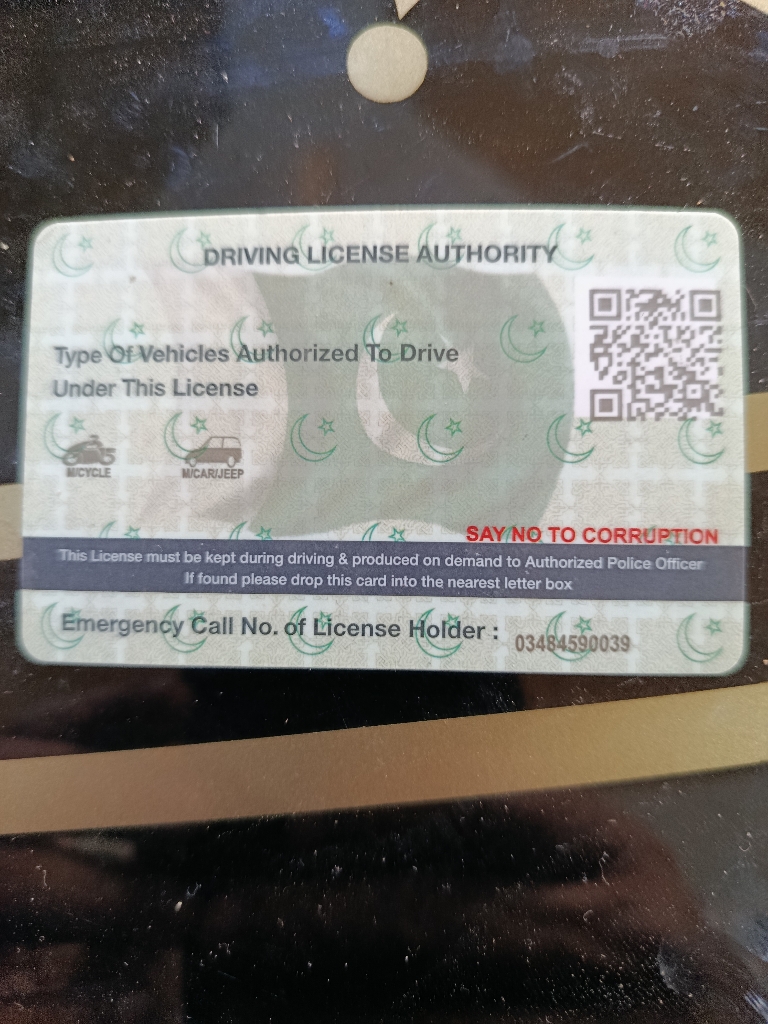 DRIVING LICENSE AUTHORITY
Type Of Vehicles Authorized To Drive
Under This License
M/CYCLE M/CAR/JEEP
SAY NO TO CORRUPTION
This License must be kept during driving & produced on demand to Authorized Police Officer
If found please drop this card into the nearest letter box
Emergency Call No. of License Holder : 03484590039